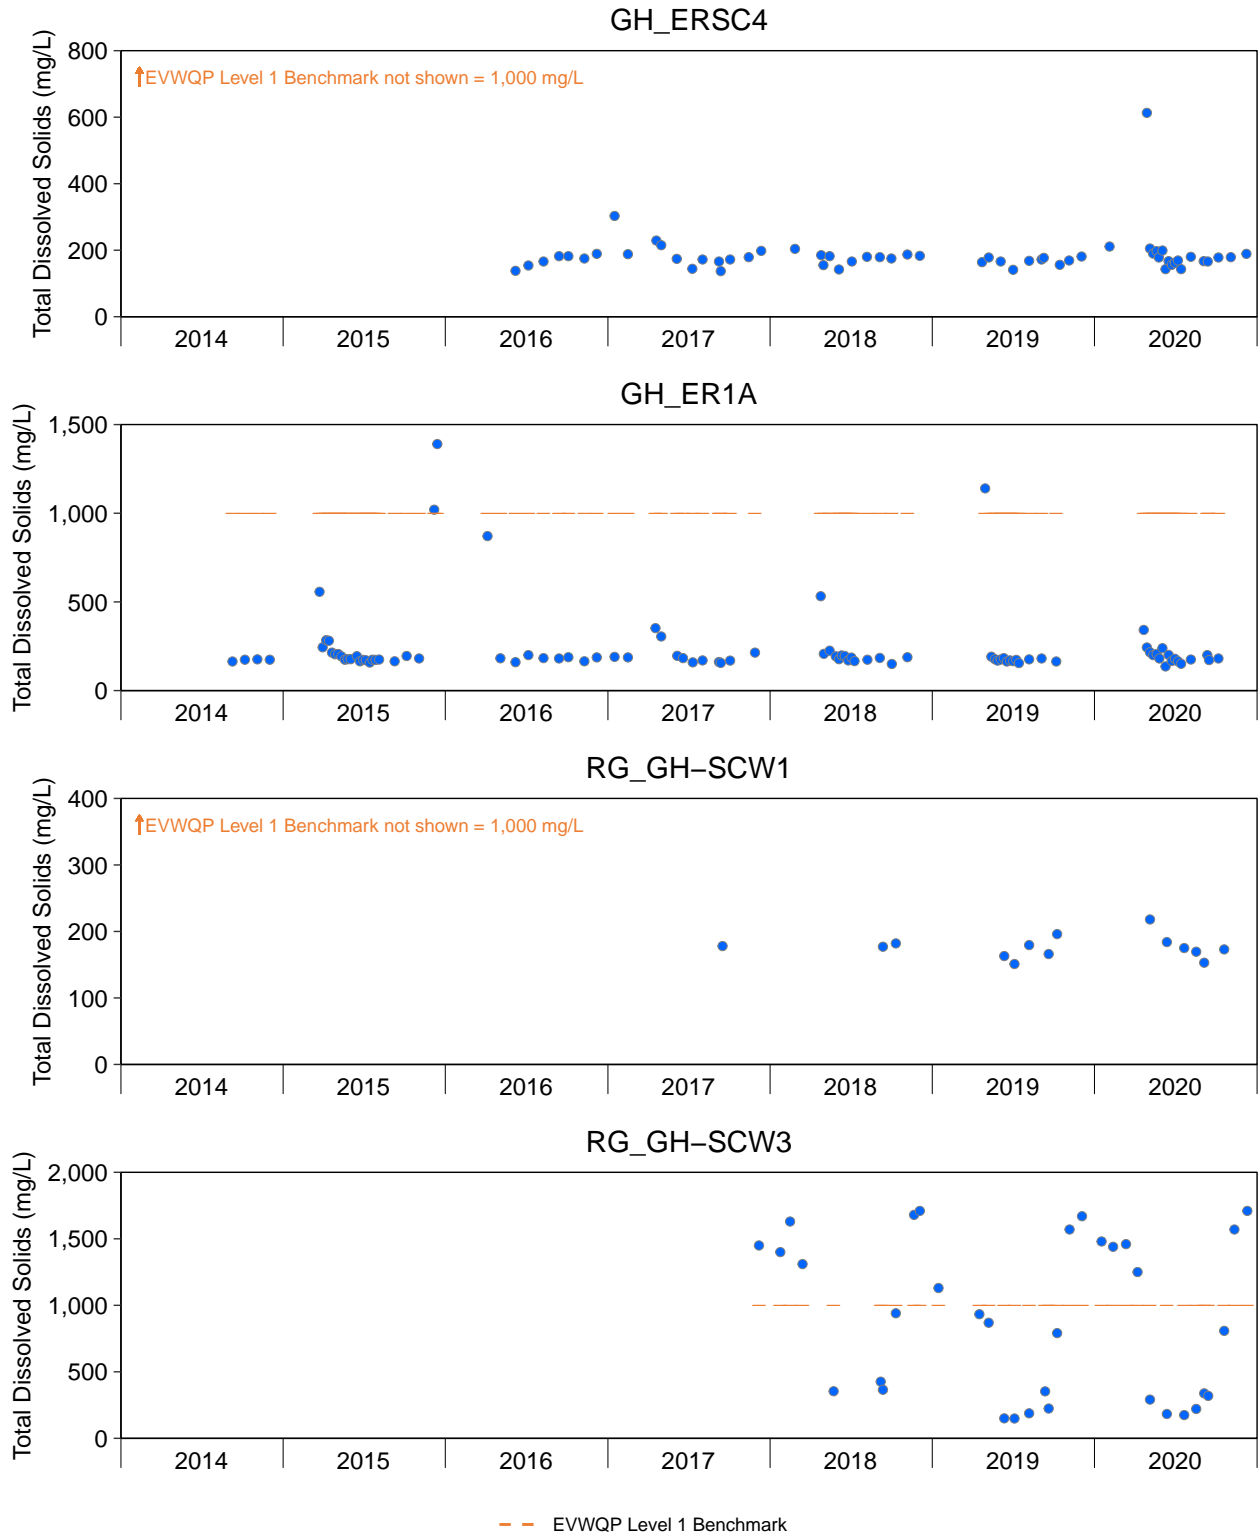 GH_ERSC4
Total Dissolved Solids (mg/L)
800
600
400
200
0
EVWQP Level 1 Benchmark not shown = 1,000 mg/L
2014 2015 2016 2017 2018 2019 2020
GH_ER1A
Total Dissolved Solids (mg/L)
1,500
1,000
500
0
2014 2015 2016 2017 2018 2019 2020
RG_GH−SCW1
Total Dissolved Solids (mg/L)
400
300
200
100
0
EVWQP Level 1 Benchmark not shown = 1,000 mg/L
2014 2015 2016 2017 2018 2019 2020
RG_GH−SCW3
Total Dissolved Solids (mg/L)
2,000
1,500
1,000
500
0
2014 2015 2016 2017 2018 2019 2020
EVWQP Level 1 Benchmark